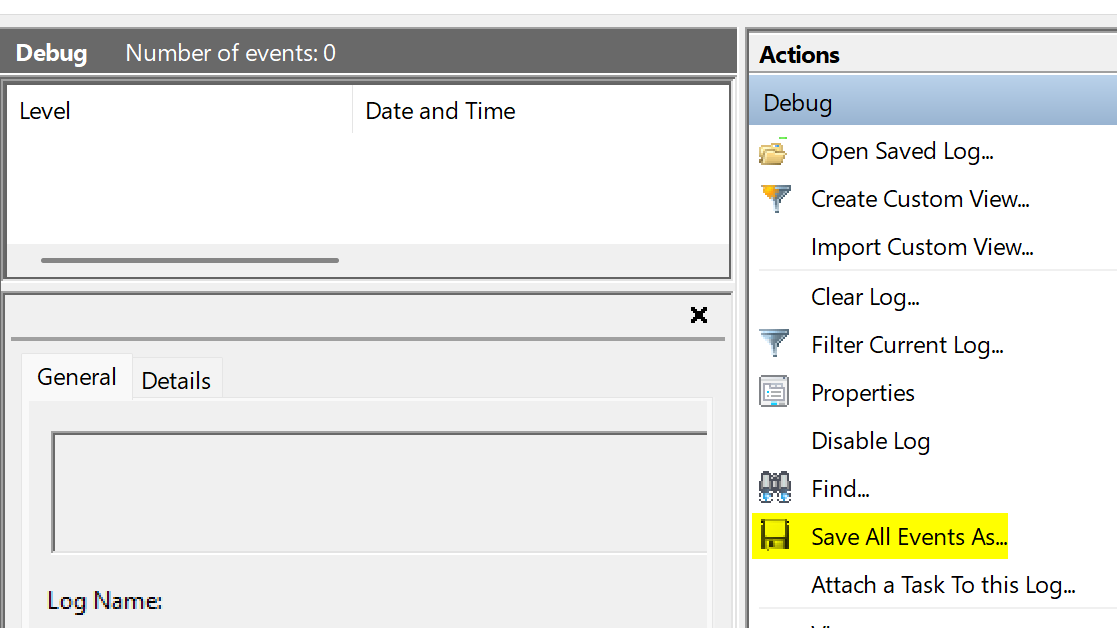 Debug Number of events: 0
Level Date and Time
General Details
Log Name:
Actions
Debug
Open Saved Log...
Create Custom View...
Import Custom View...
Clear Log...
Filter Current Log...
Properties
Disable Log
Find...
Save All Events As...
Attach a Task To this Log...